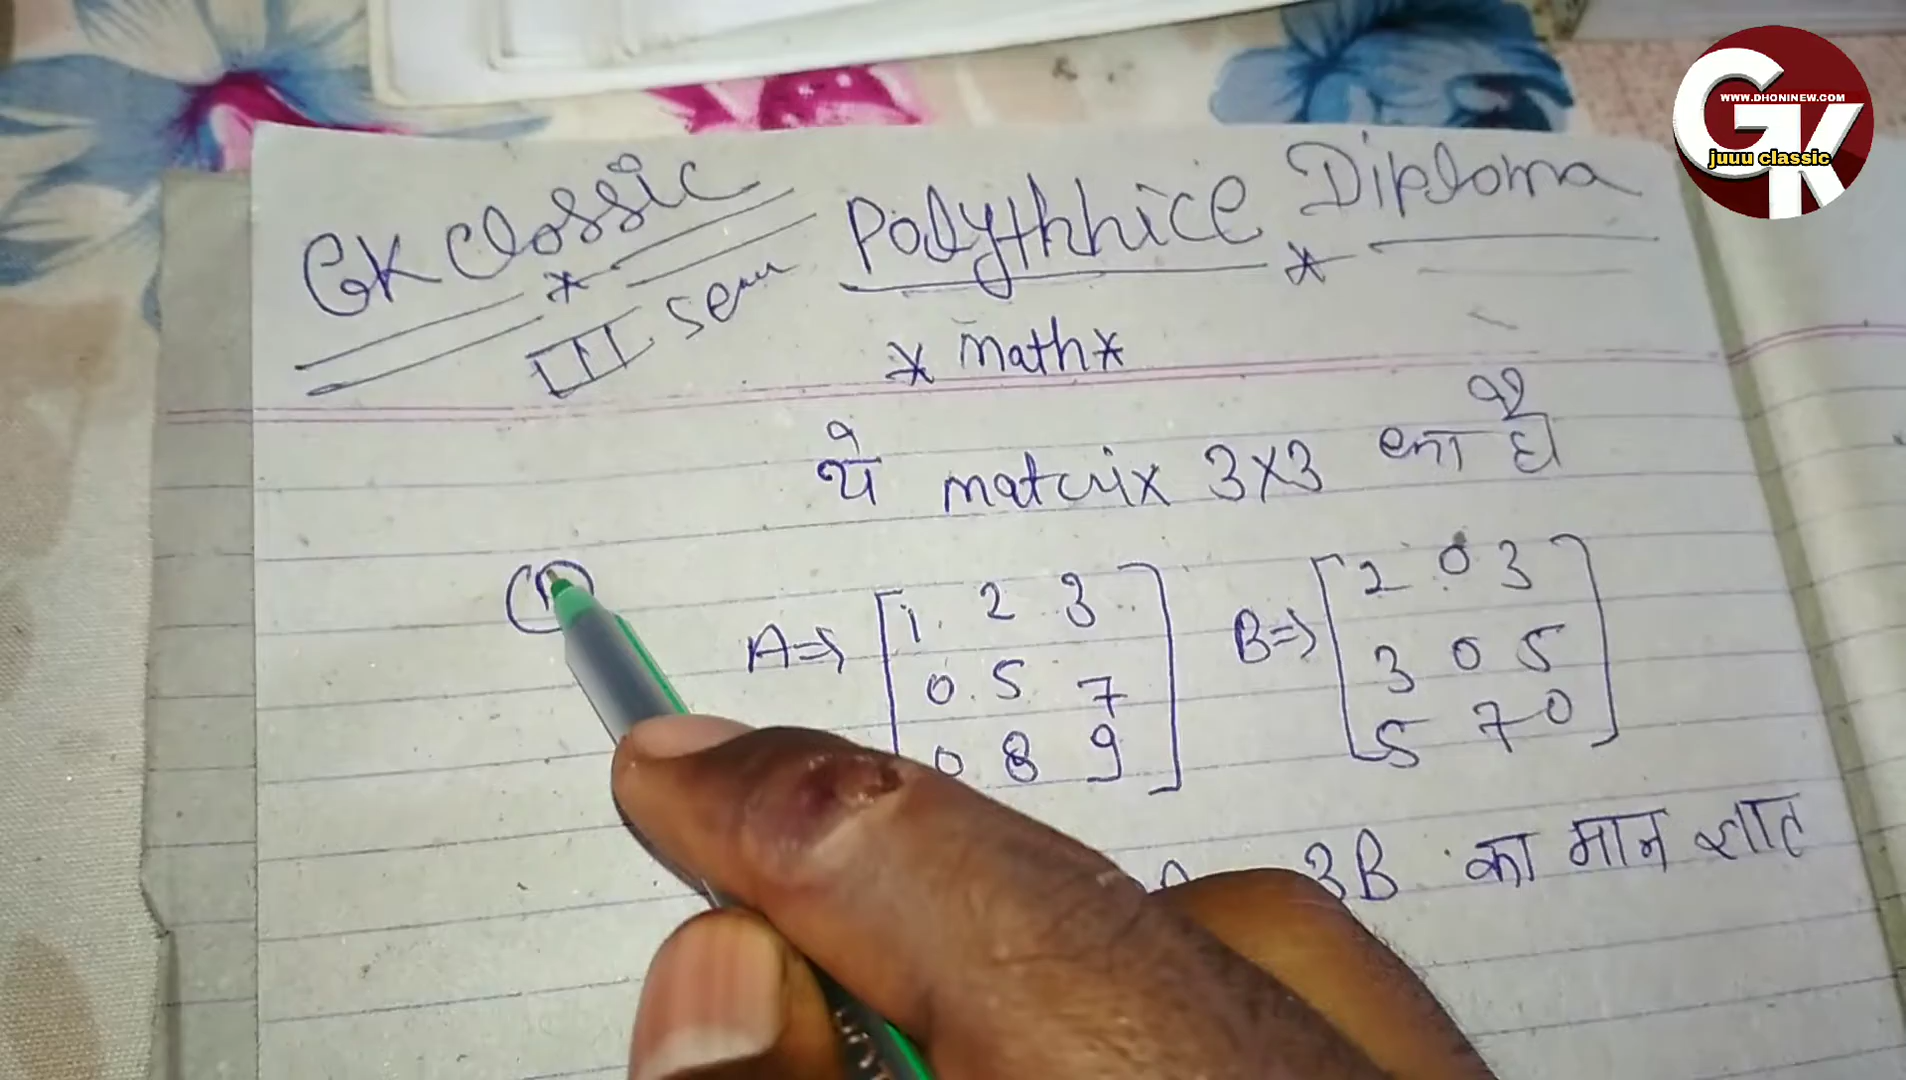 WWW.DHONINEW.COM
GK
juuu classic
GK Classic Polythhice Diploma
III sem
* math *
ये matrix 3x3 का है
A⇒ [1 2 3 B⇒ [2 0 3
0 5 7 3 0 5
0 8 9] 5 7 0]
3B का मान ज्ञात